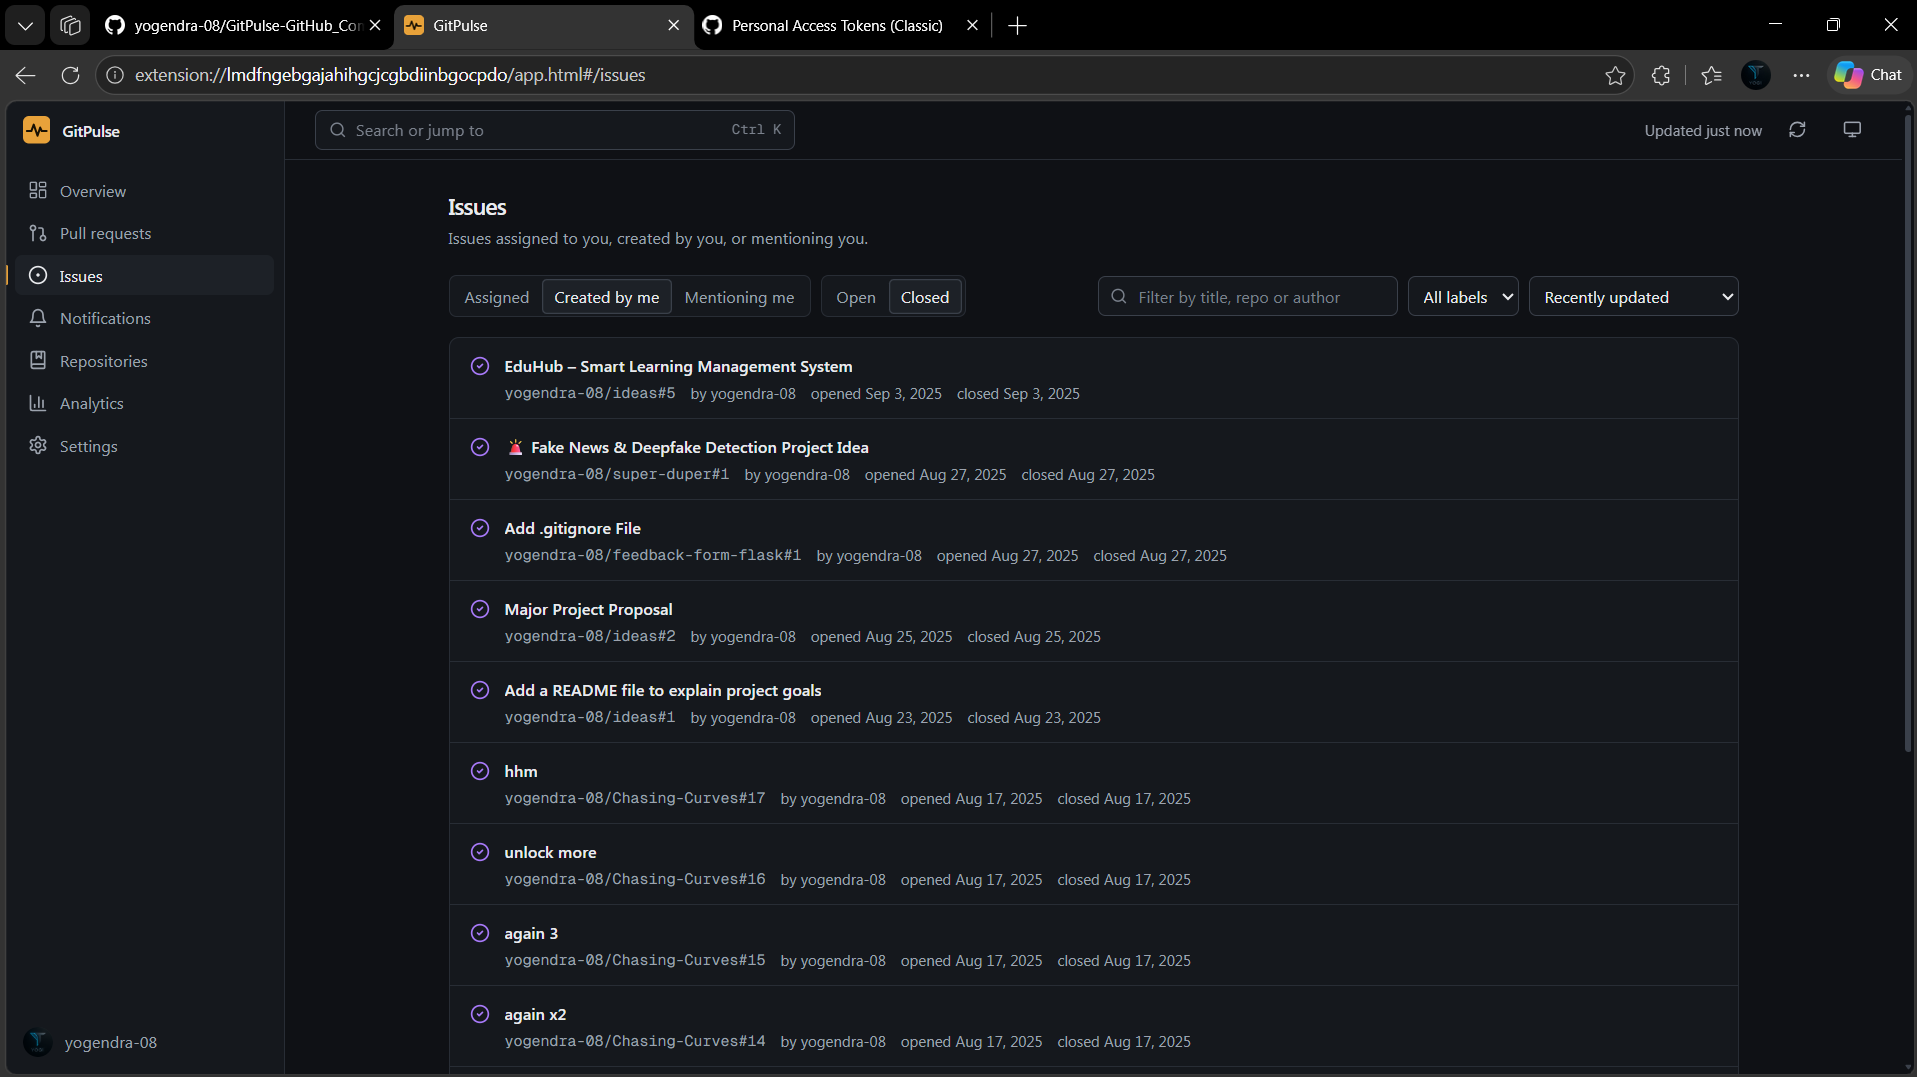 yogendra-08/GitPulse-GitHub_Con
GitPulse
Personal Access Tokens (Classic)
extension://lmdfngebgajahihgcjcgbdiinbgocpdo/app.html#/issues
Chat
GitPulse
Search or jump to
Ctrl K
Updated just now
Overview
Pull requests
Issues
Notifications
Repositories
Analytics
Settings
yogendra-08
Issues
Issues assigned to you, created by you, or mentioning you.
Assigned
Created by me
Mentioning me
Open
Closed
Filter by title, repo or author
All labels
Recently updated
EduHub – Smart Learning Management System
yogendra-08/ideas#5 by yogendra-08 opened Sep 3, 2025 closed Sep 3, 2025
🚨 Fake News & Deepfake Detection Project Idea
yogendra-08/super-duper#1 by yogendra-08 opened Aug 27, 2025 closed Aug 27, 2025
Add .gitignore File
yogendra-08/feedback-form-flask#1 by yogendra-08 opened Aug 27, 2025 closed Aug 27, 2025
Major Project Proposal
yogendra-08/ideas#2 by yogendra-08 opened Aug 25, 2025 closed Aug 25, 2025
Add a README file to explain project goals
yogendra-08/ideas#1 by yogendra-08 opened Aug 23, 2025 closed Aug 23, 2025
hhm
yogendra-08/Chasing-Curves#17 by yogendra-08 opened Aug 17, 2025 closed Aug 17, 2025
unlock more
yogendra-08/Chasing-Curves#16 by yogendra-08 opened Aug 17, 2025 closed Aug 17, 2025
again 3
yogendra-08/Chasing-Curves#15 by yogendra-08 opened Aug 17, 2025 closed Aug 17, 2025
again x2
yogendra-08/Chasing-Curves#14 by yogendra-08 opened Aug 17, 2025 closed Aug 17, 2025